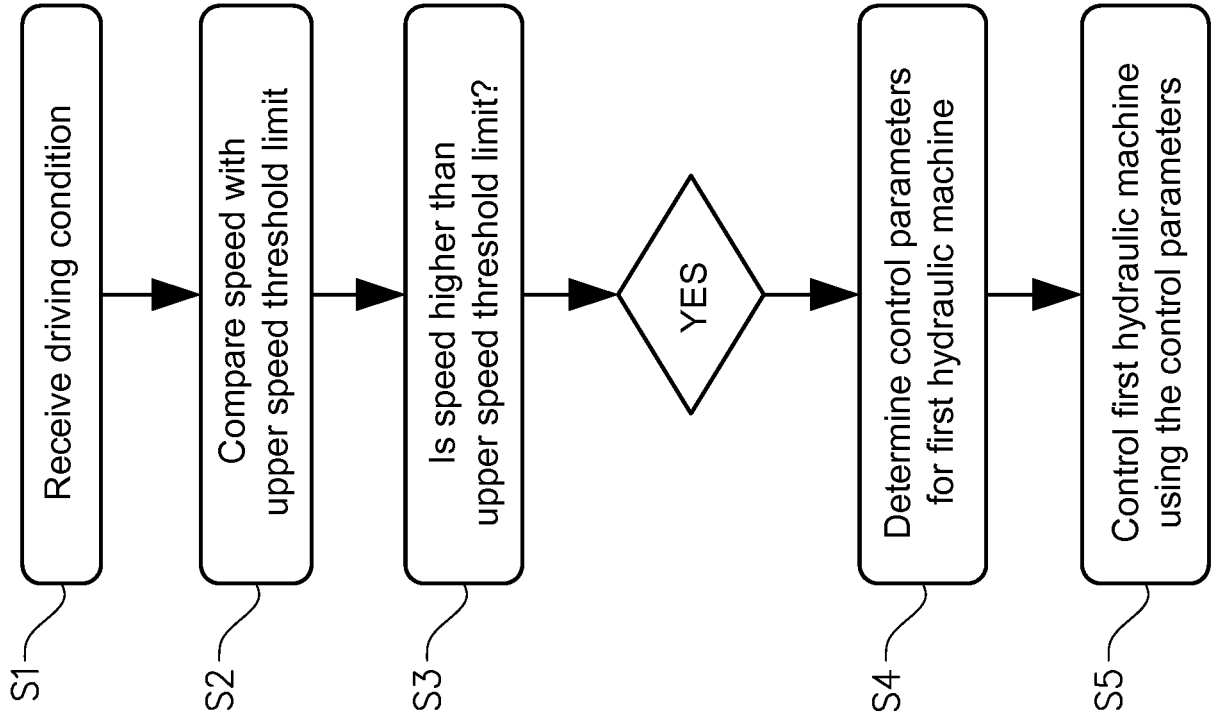 S1
Receive driving condition
S2
Compare speed with
upper speed threshold limit
S3
Is speed higher than
upper speed threshold limit?
YES
S4
Determine control parameters
for first hydraulic machine
S5
Control first hydraulic machine
using the control parameters